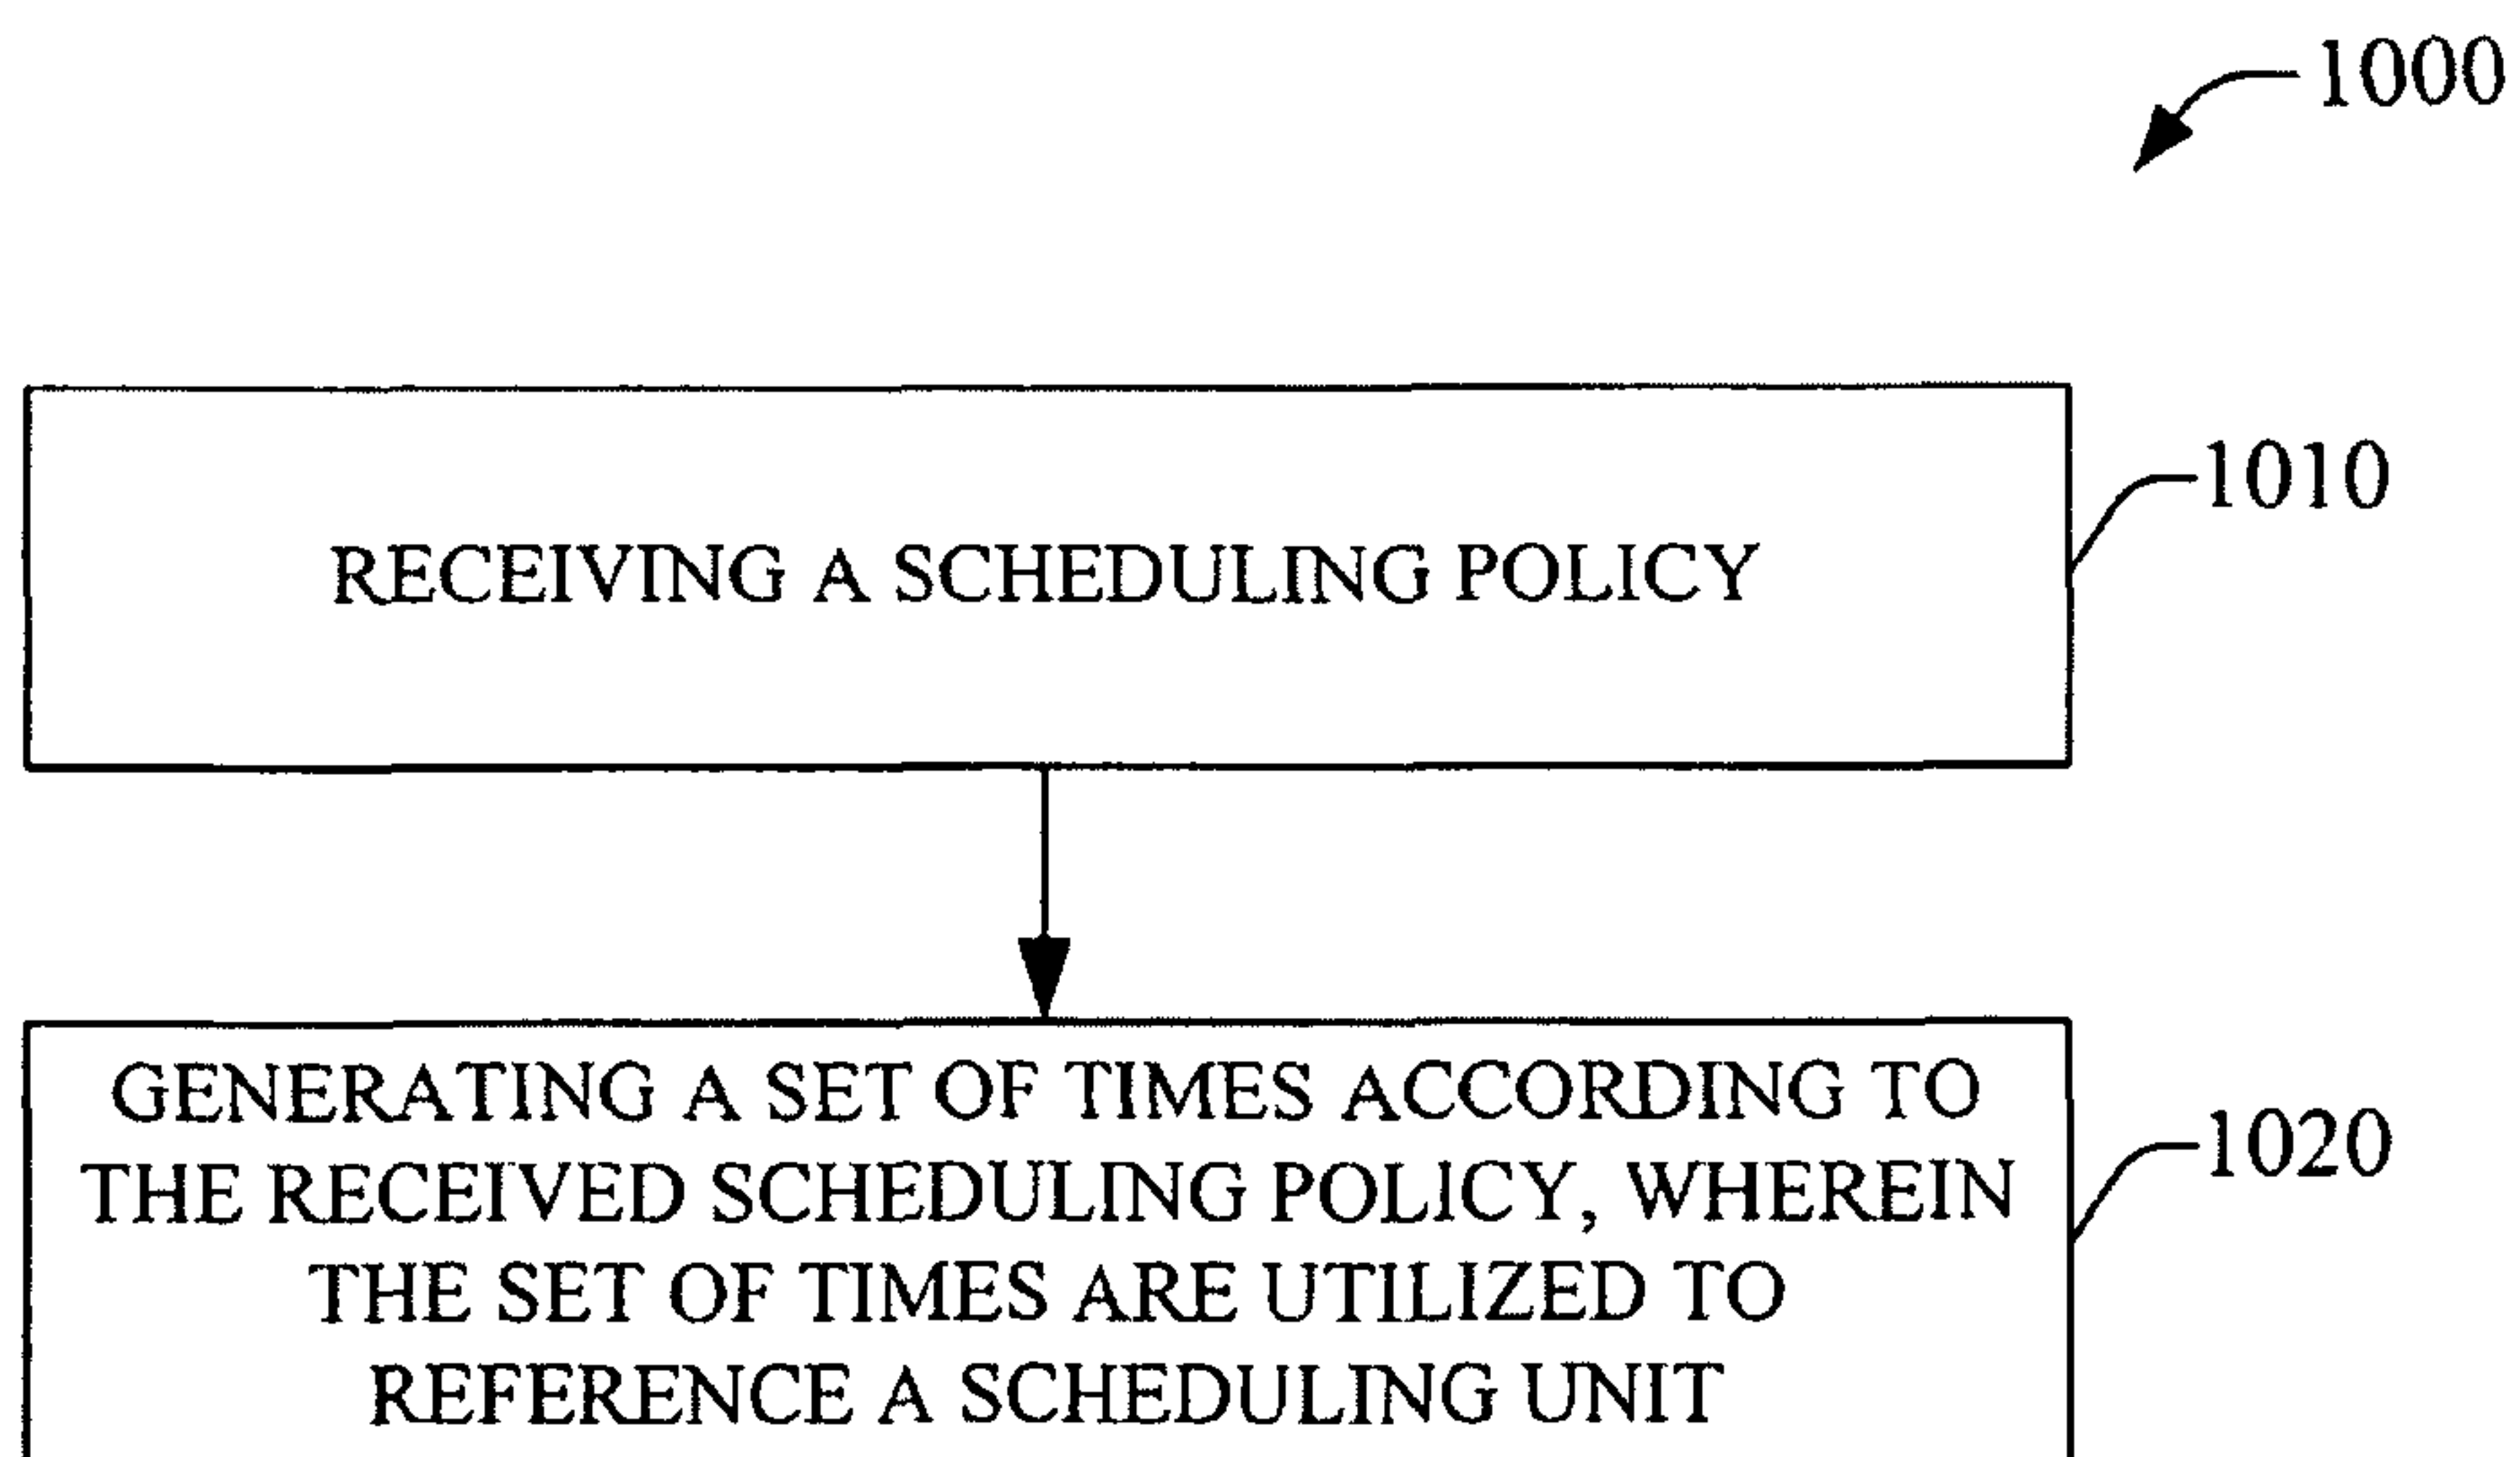 1000
1010
RECEIVING A SCHEDULING POLICY
GENERATING A SET OF TIMES ACCORDING TO
1020
THE RECEIVED SCHEDULING POLICY, WHEREIN
THE SET OF TIMES ARE UTILIZED TO
REFERENCE A SCHEDULING UNIT